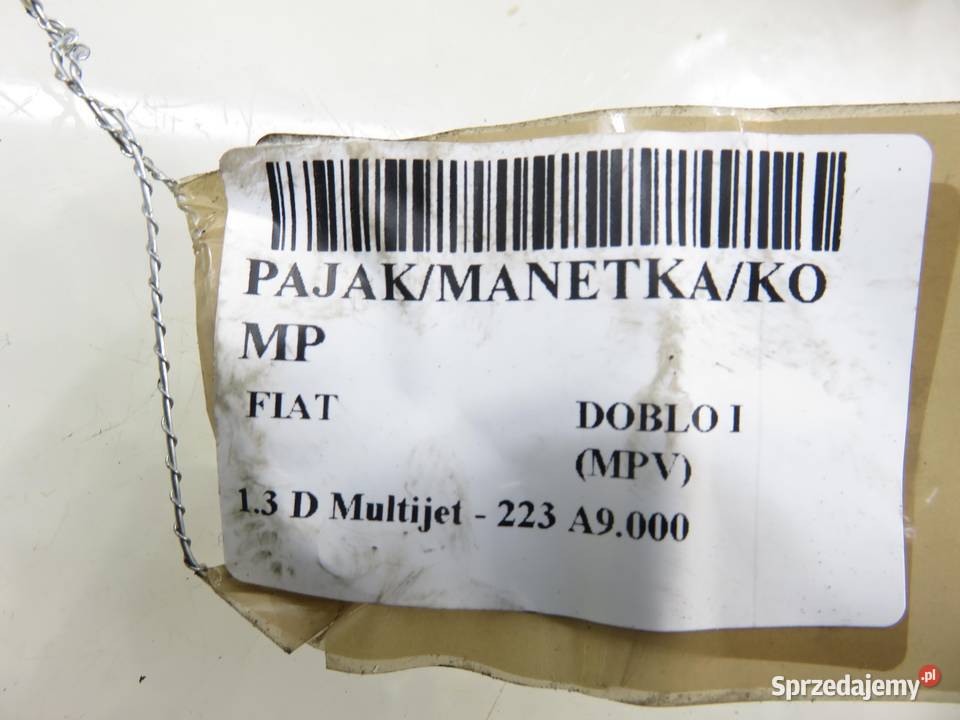 PAJAK/MANETKA/KO
MP
FIAT DOBLO I
(MPV)
1.3 D Multijet - 223 A9.000
Sprzedajemy.pl